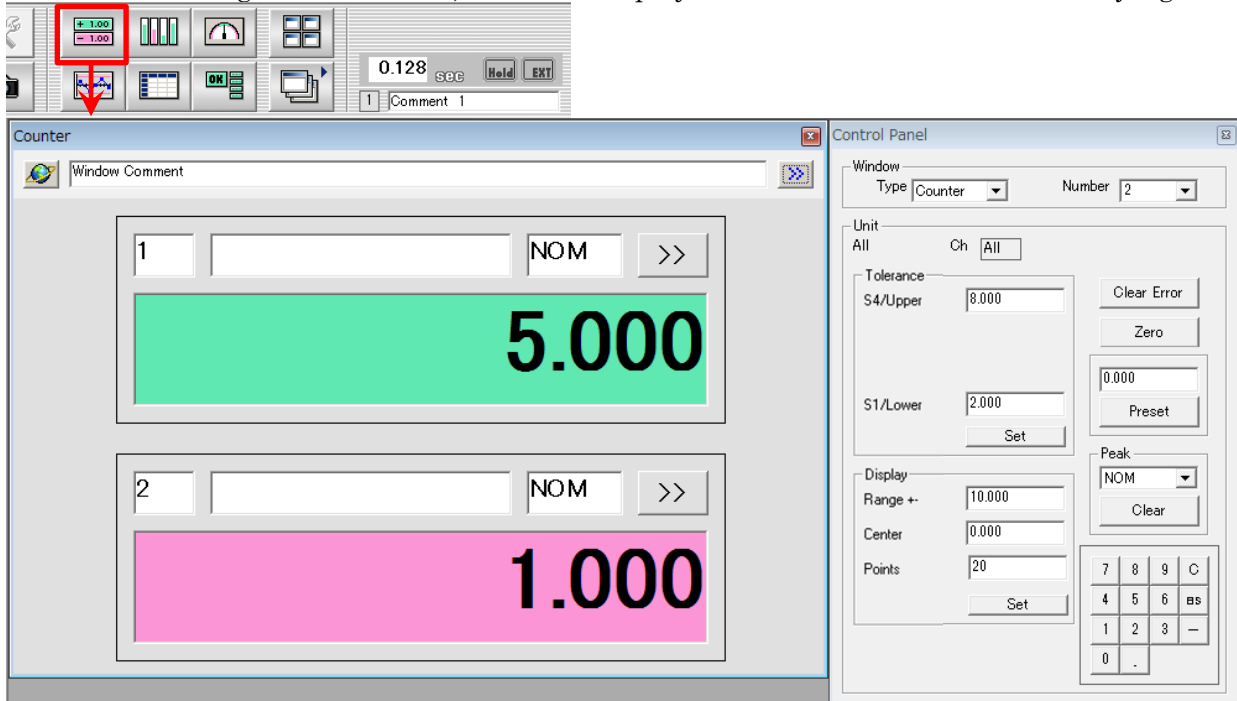 + 1.00
- 1.00
OK
0.128 sec Hold EXT
1 Comment 1
Counter
Window Comment
>>
1 NOM >>
5.000
2 NOM >>
1.000
Control Panel
Window
Type Counter Number 2
Unit
All Ch All
Tolerance
S4/Upper 8.000
S1/Lower 2.000
Set
Clear Error
Zero
0.000
Preset
Display
Range +- 10.000
Center 0.000
Points 20
Set
Peak
NOM
Clear
7 8 9 C
4 5 6 BS
1 2 3 -
0 .